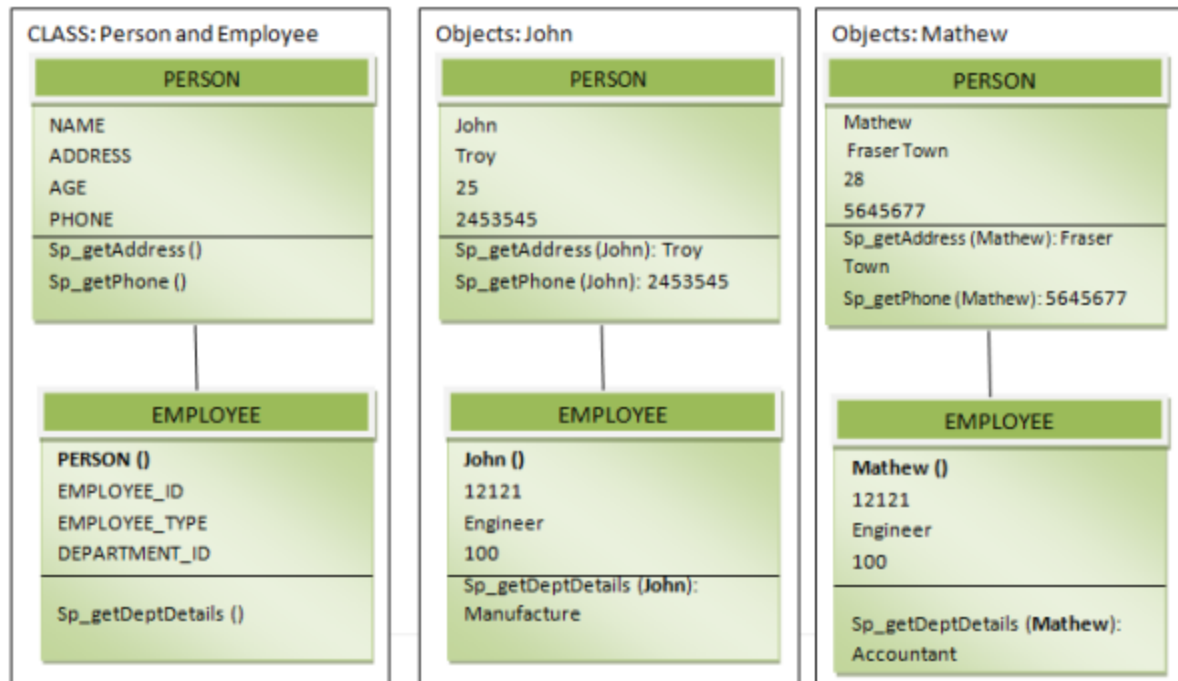 CLASS: Person and Employee
PERSON
NAME
ADDRESS
AGE
PHONE
Sp_getAddress ()
Sp_getPhone ()
EMPLOYEE
PERSON ()
EMPLOYEE_ID
EMPLOYEE_TYPE
DEPARTMENT_ID
Sp_getDeptDetails ()
Objects: John
PERSON
John
Troy
25
2453545
Sp_getAddress (John): Troy
Sp_getPhone (John): 2453545
EMPLOYEE
John ()
12121
Engineer
100
Sp_getDeptDetails (John):
Manufacture
Objects: Mathew
PERSON
Mathew
Fraser Town
28
5645677
Sp_getAddress (Mathew): Fraser
Town
Sp_getPhone (Mathew): 5645677
EMPLOYEE
Mathew ()
12121
Engineer
100
Sp_getDeptDetails (Mathew):
Accountant